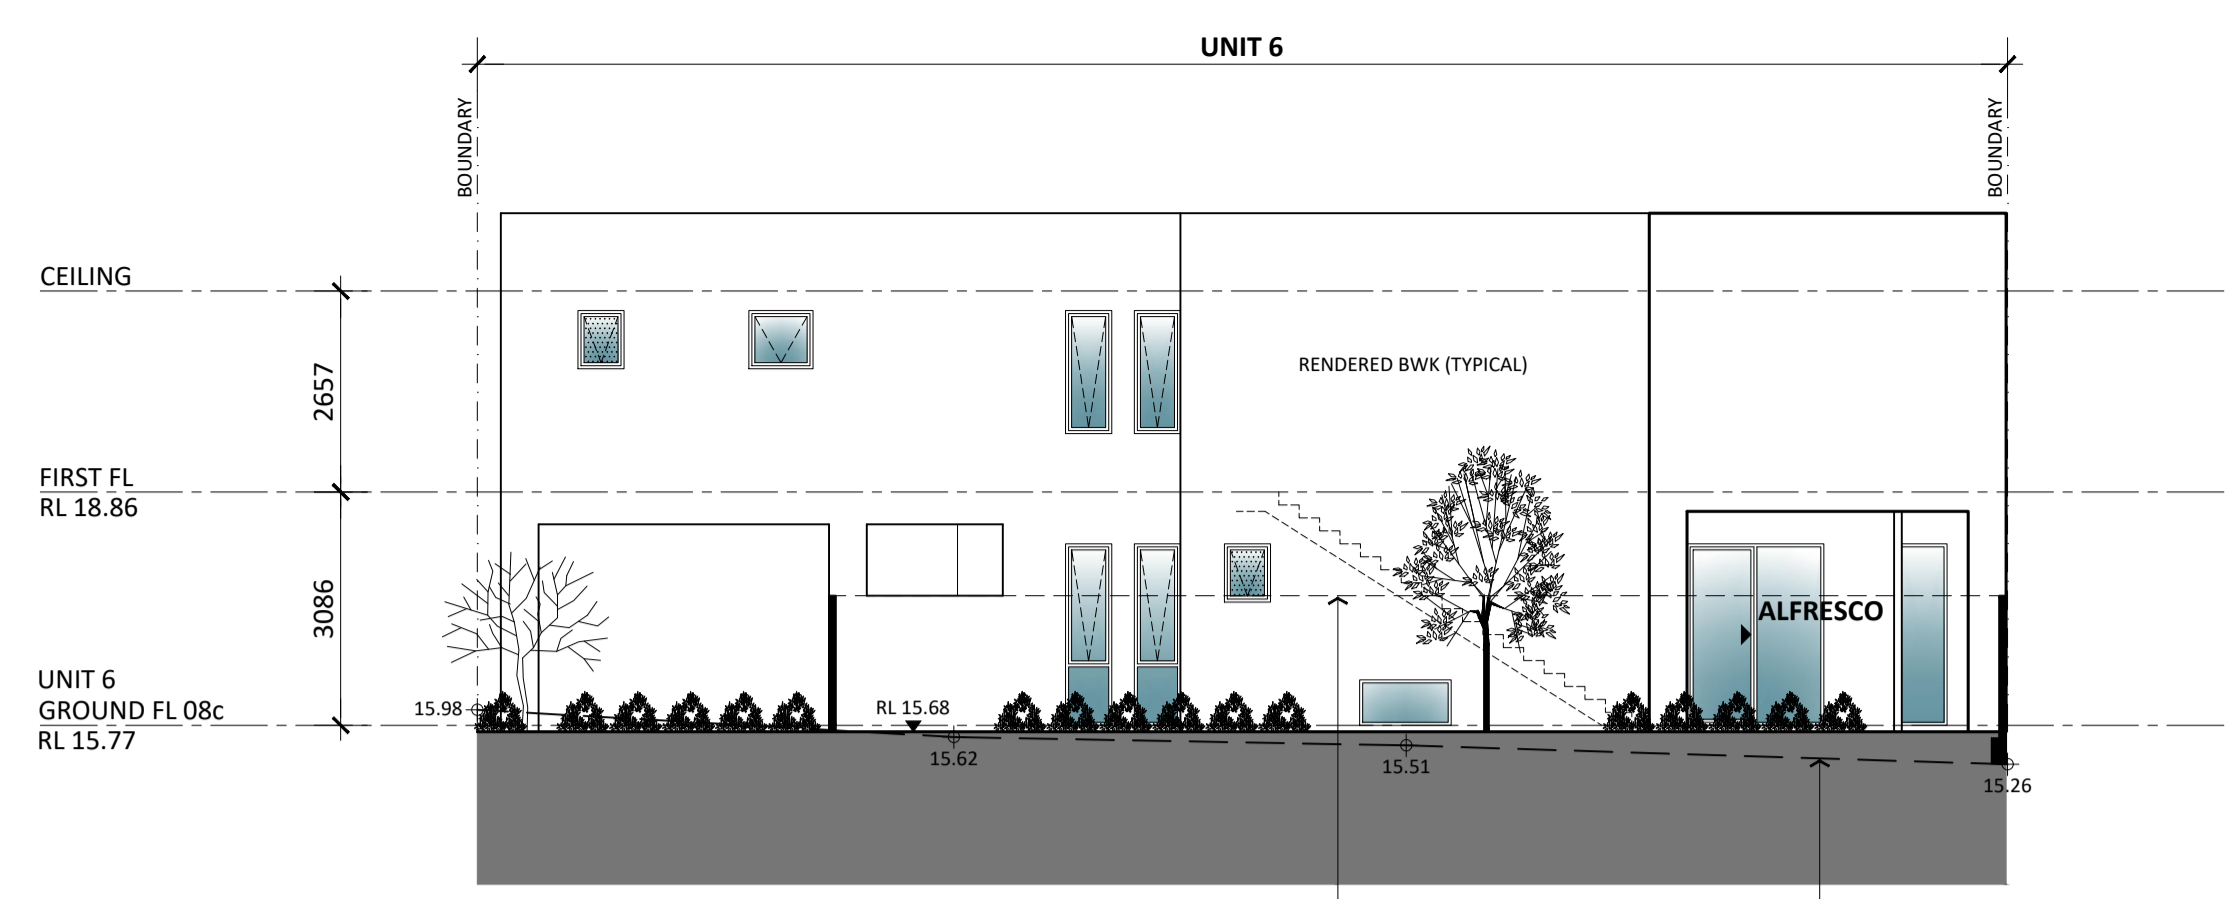 UNIT 6
BOUNDARY
BOUNDARY
CEILING
2657
RENDERED BWK (TYPICAL)
FIRST FL
RL 18.86
3086
ALFRESCO
UNIT 6
GROUND FL 08c
RL 15.77
15.98
RL 15.68
15.62
15.51
15.26